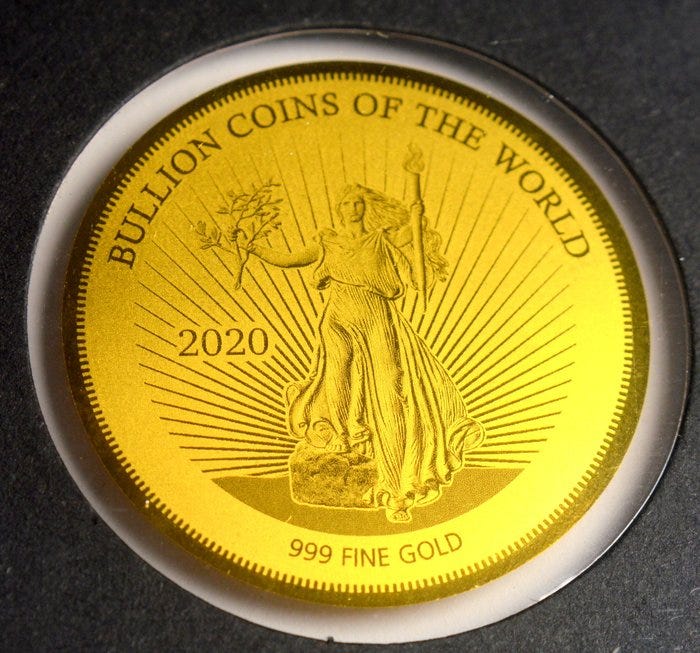 BULLION COINS OF THE WORLD
2020
999 FINE GOLD